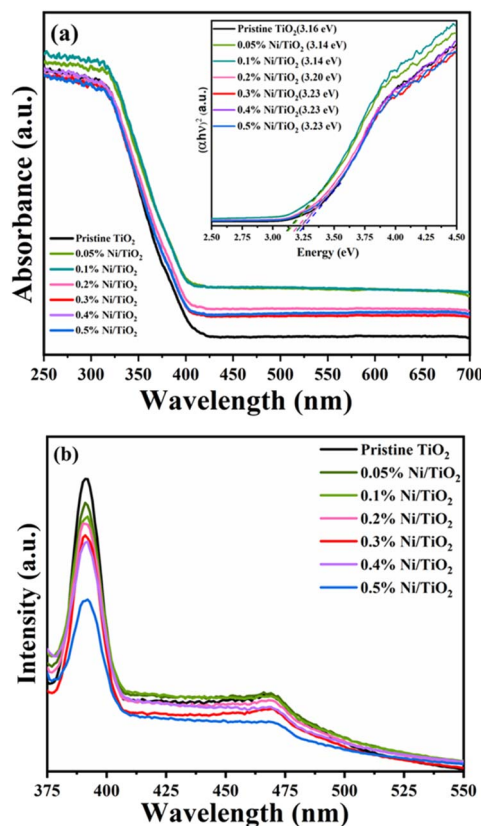 (a)
Pristine TiO₂(3.16 eV)
0.05% Ni/TiO₂ (3.14 eV)
0.1% Ni/TiO₂ (3.14 eV)
0.2% Ni/TiO₂ (3.20 eV)
0.3% Ni/TiO₂ (3.23 eV)
0.4% Ni/TiO₂(3.23 eV)
0.5% Ni/TiO₂ (3.23 eV)
(αhν)² (a.u.)
2.50 2.75 3.00 3.25 3.50 3.75 4.00 4.25 4.50
Energy (eV)
Absorbance (a.u.)
Pristine TiO₂
0.05% Ni/TiO₂
0.1% Ni/TiO₂
0.2% Ni/TiO₂
0.3% Ni/TiO₂
0.4% Ni/TiO₂
0.5% Ni/TiO₂
250 300 350 400 450 500 550 600 650 700
Wavelength (nm)
(b)
Pristine TiO₂
0.05% Ni/TiO₂
0.1% Ni/TiO₂
0.2% Ni/TiO₂
0.3% Ni/TiO₂
0.4% Ni/TiO₂
0.5% Ni/TiO₂
Intensity (a.u.)
375 400 425 450 475 500 525 550
Wavelength (nm)